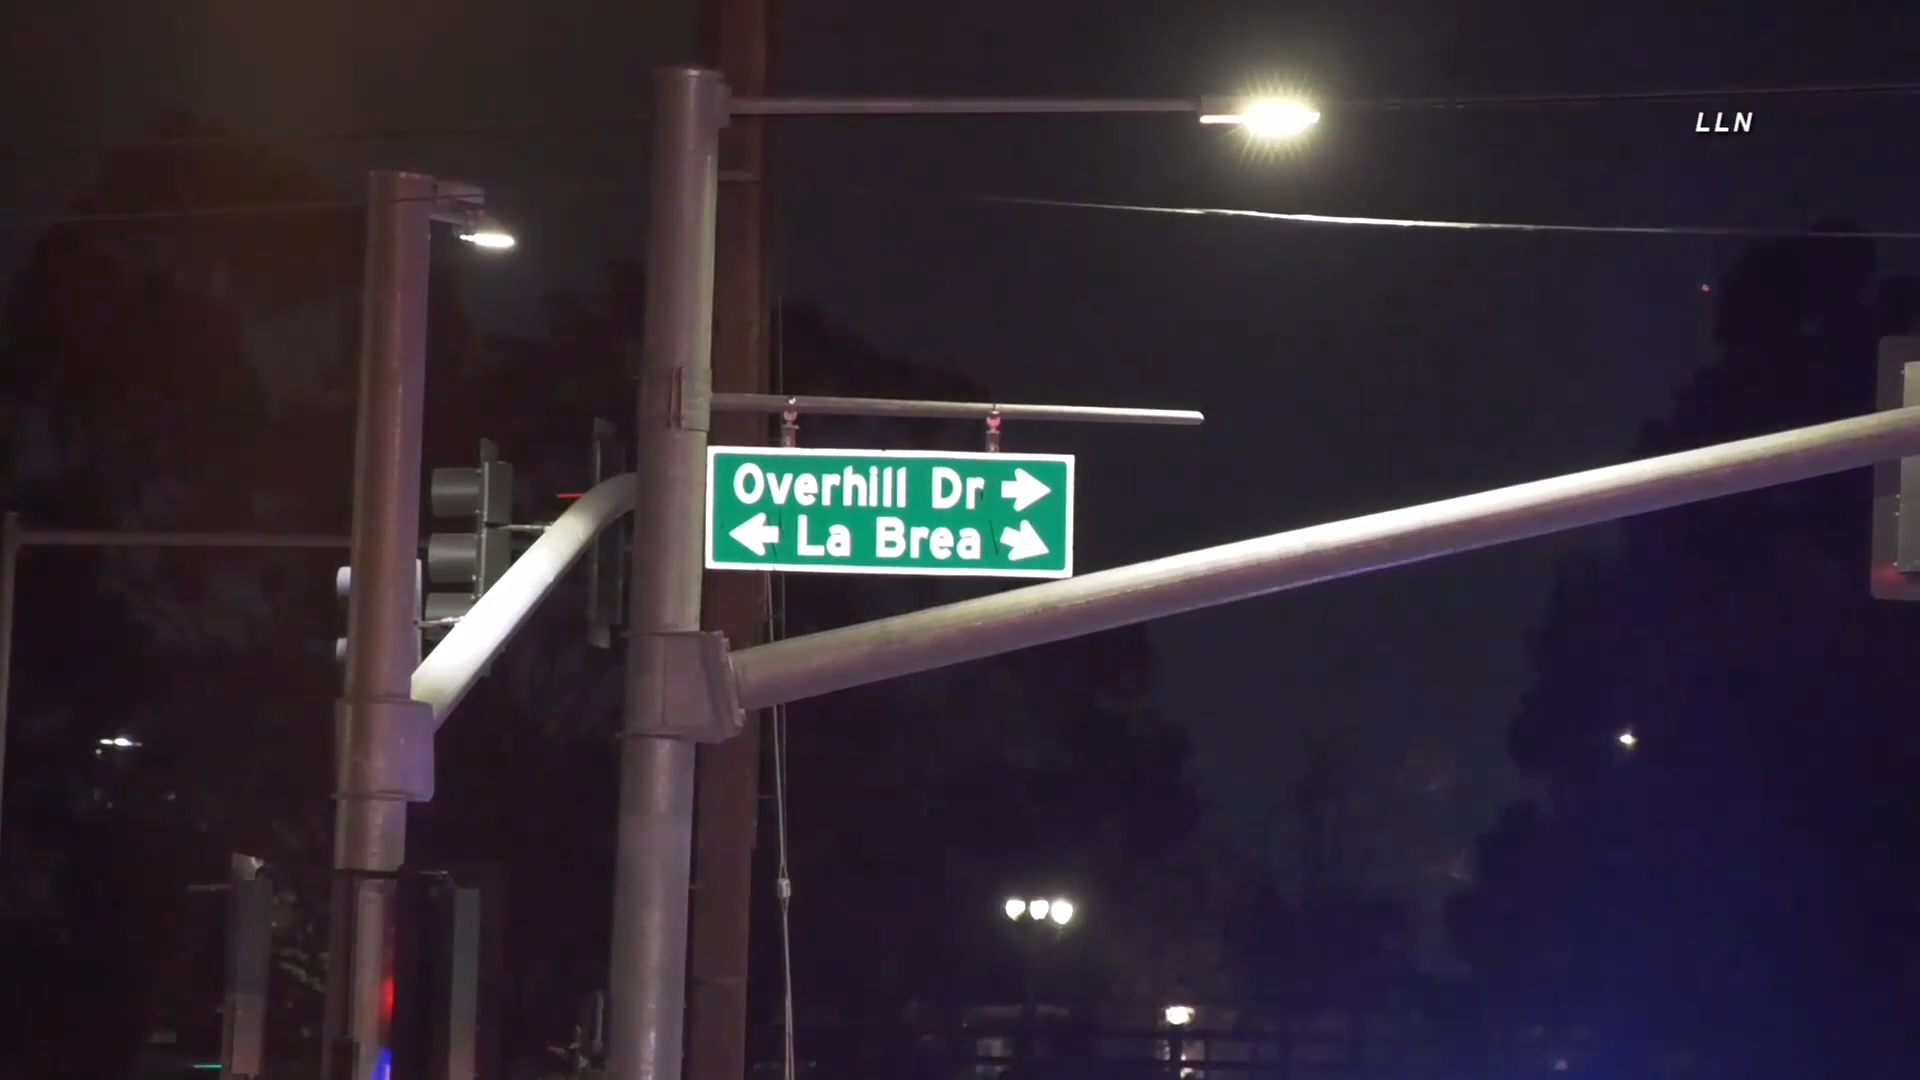 LLN
Overhill Dr →
← La Brea →